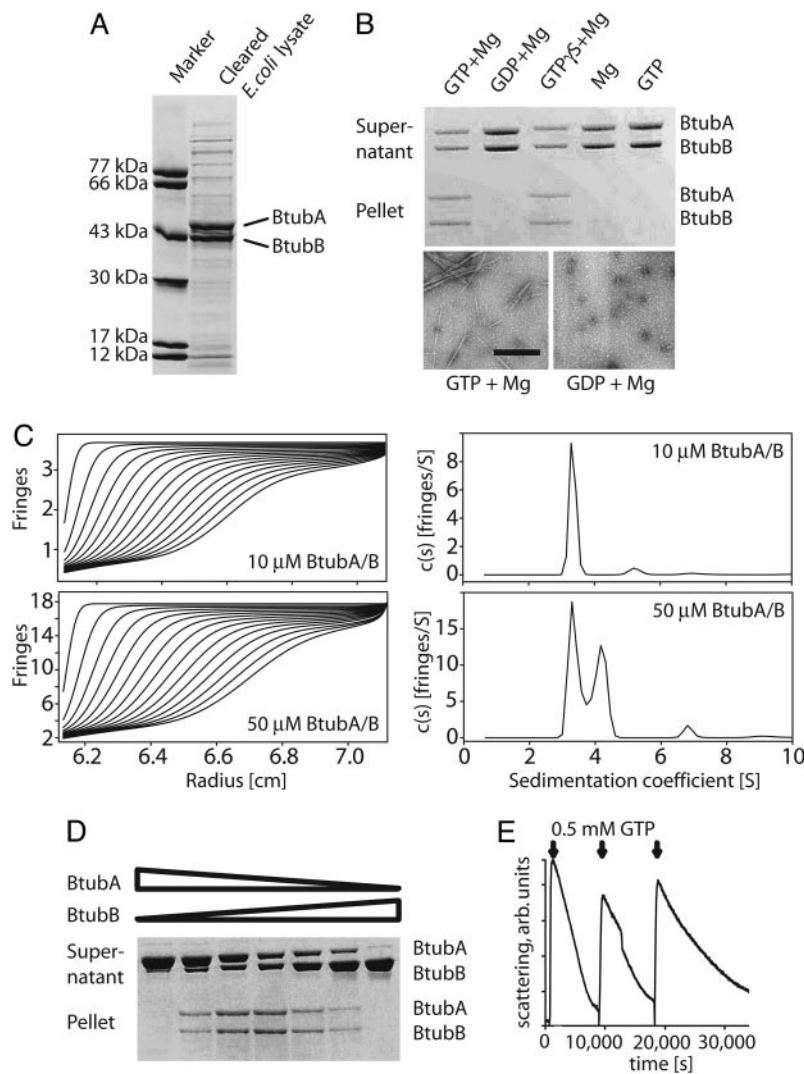 A
Marker
Cleared
E.coli lysate
77 kDa
66 kDa
43 kDa
30 kDa
17 kDa
12 kDa
BtubA
BtubB
B
GTP+Mg
GDP+Mg
GTPγS+Mg
Mg
GTP
Super-
natant
BtubA
BtubB
Pellet
BtubA
BtubB
GTP + Mg
GDP + Mg
C
Fringes
3
2
1
10 μM BtubA/B
Fringes
18
14
10
6
2
50 μM BtubA/B
6.2
6.4
6.6
6.8
7.0
Radius [cm]
c(s) [fringes/S]
8
6
4
2
0
10 μM BtubA/B
c(s) [fringes/S]
15
10
5
0
50 μM BtubA/B
0
2
4
6
8
10
Sedimentation coefficient [S]
D
BtubA
BtubB
Super-
natant
BtubA
BtubB
Pellet
BtubA
BtubB
E
0.5 mM GTP
scattering, arb. units
0
10,000
20,000
30,000
time [s]